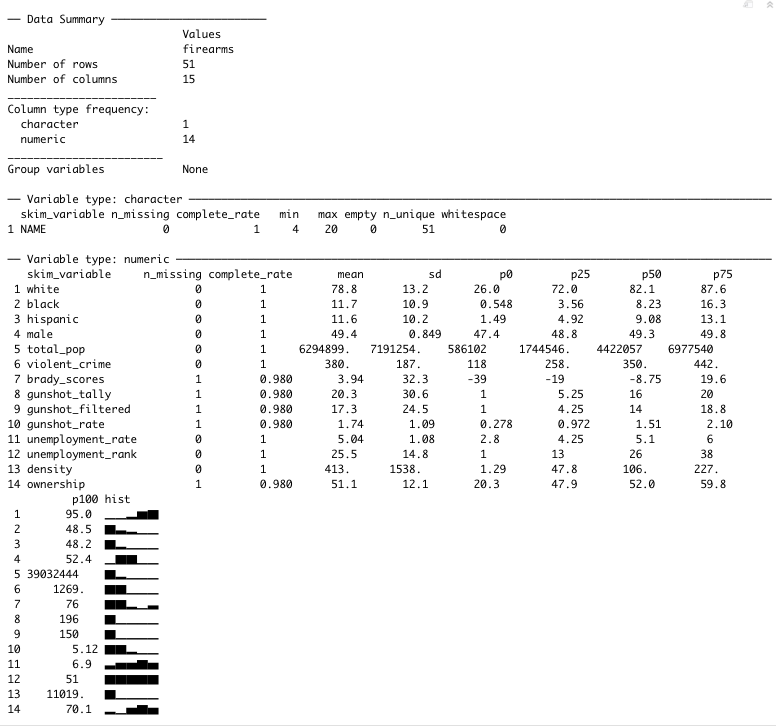 ── Data Summary ────────────────────────
                           Values
Name                       firearms
Number of rows             51
Number of columns          15
_______________________
Column type frequency:
  character                1
  numeric                  14
________________________
Group variables            None

── Variable type: character ────────────────────────
  skim_variable n_missing complete_rate   min   max empty n_unique whitespace
1 NAME                  0             1     4    20     0       51          0

── Variable type: numeric ────────────────────────
   skim_variable     n_missing complete_rate       mean         sd         p0        p25        p50        p75
 1 white                     0         1           78.8       13.2       26.0       72.0       82.1       87.6
 2 black                     0         1           11.7       10.9      0.548       3.56       8.23       16.3
 3 hispanic                  0         1           11.6       10.2       1.49       4.92       9.08       13.1
 4 male                      0         1           49.4      0.849       47.4       48.8       49.3       49.8
 5 total_pop                 0         1       6294899.   7191254.     586102   1744546.    4422057    6977540
 6 violent_crime             0         1           380.       187.        118       258.       350.       442.
 7 brady_scores              1         0.980       3.94       32.3        -39        -19      -8.75       19.6
 8 gunshot_tally             1         0.980       20.3       30.6          1       5.25         16         20
 9 gunshot_filtered          1         0.980       17.3       24.5          1       4.25         14       18.8
10 gunshot_rate              1         0.980       1.74       1.09      0.278      0.972       1.51       2.10
11 unemployment_rate         0         1           5.04       1.08        2.8       4.25        5.1          6
12 unemployment_rank         0         1           25.5       14.8          1         13         26         38
13 density                   0         1           413.      1538.       1.29       47.8       106.       227.
14 ownership                 1         0.980       51.1       12.1       20.3       47.9       52.0       59.8
       p100 hist
 1     95.0
 2     48.5
 3     48.2
 4     52.4
 5 39032444
 6     1269.
 7     76
 8     196
 9     150
10     5.12
11     6.9
12     51
13     11019.
14     70.1